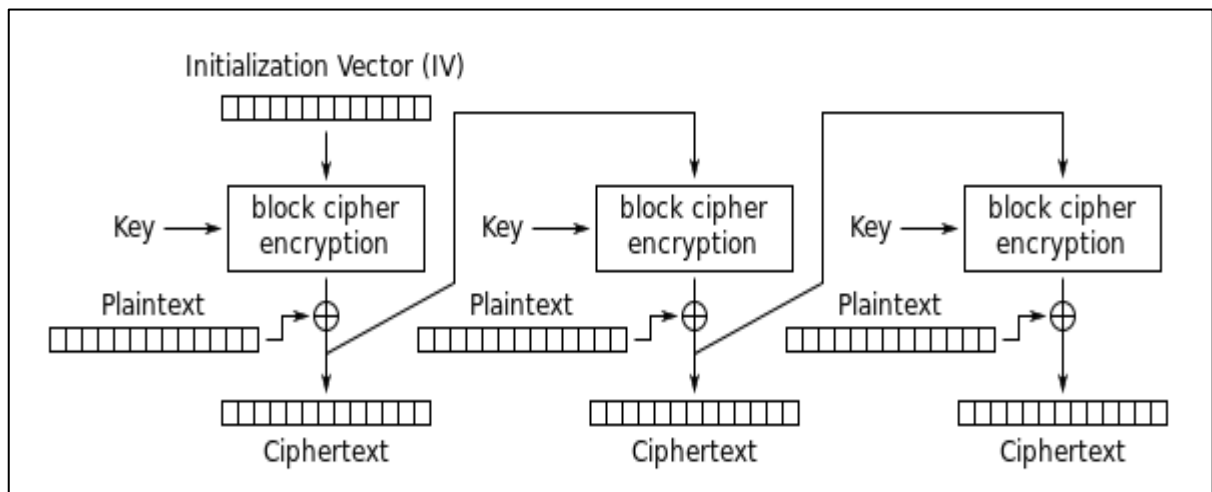 Initialization Vector (IV)
Key
block cipher
encryption
Key
block cipher
encryption
Key
block cipher
encryption
Plaintext
Plaintext
Plaintext
Ciphertext
Ciphertext
Ciphertext